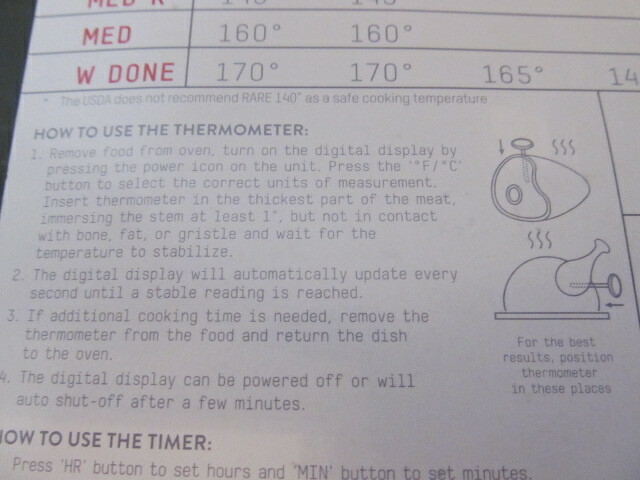 MED R 145° 145°
MED 160° 160°
W DONE 170° 170° 165° 14
* The USDA does not recommend RARE 140° as a safe cooking temperature
HOW TO USE THE THERMOMETER:
1. Remove food from oven, turn on the digital display by
pressing the power icon on the unit. Press the '°F/°C'
button to select the correct units of measurement.
Insert thermometer in the thickest part of the meat,
immersing the stem at least 1", but not in contact
with bone, fat, or gristle and wait for the
temperature to stabilize.
2. The digital display will automatically update every
second until a stable reading is reached.
3. If additional cooking time is needed, remove the
thermometer from the food and return the dish
to the oven.
4. The digital display can be powered off or will
auto shut-off after a few minutes.
For the best
results, position
thermometer
in these places
HOW TO USE THE TIMER:
Press 'HR' button to set hours and 'MIN' button to set minutes.